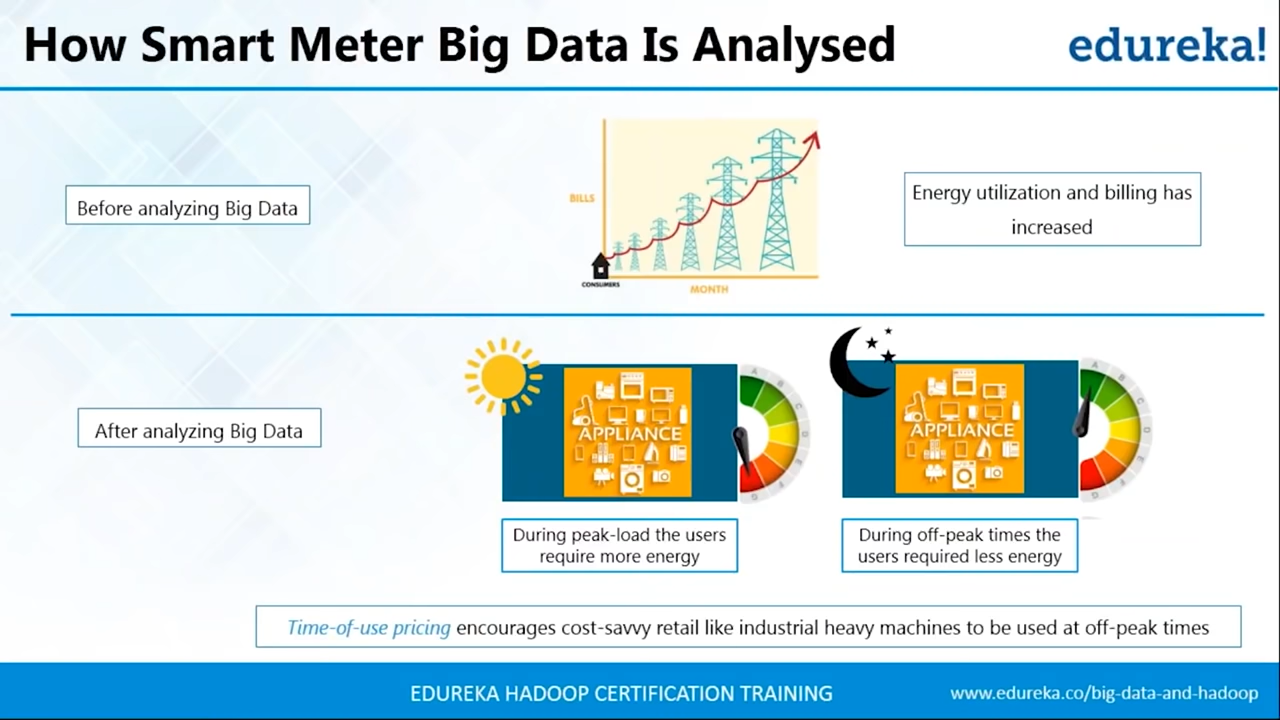 How Smart Meter Big Data Is Analysed
edureka!
Before analyzing Big Data
BILLS
CONSUMERS
MONTH
Energy utilization and billing has
increased
After analyzing Big Data
APPLIANCE
A
B
C
D
E
F
G
APPLIANCE
A
B
C
D
E
F
G
During peak-load the users
require more energy
During off-peak times the
users required less energy
Time-of-use pricing encourages cost-savvy retail like industrial heavy machines to be used at off-peak times
EDUREKA HADOOP CERTIFICATION TRAINING
www.edureka.co/big-data-and-hadoop